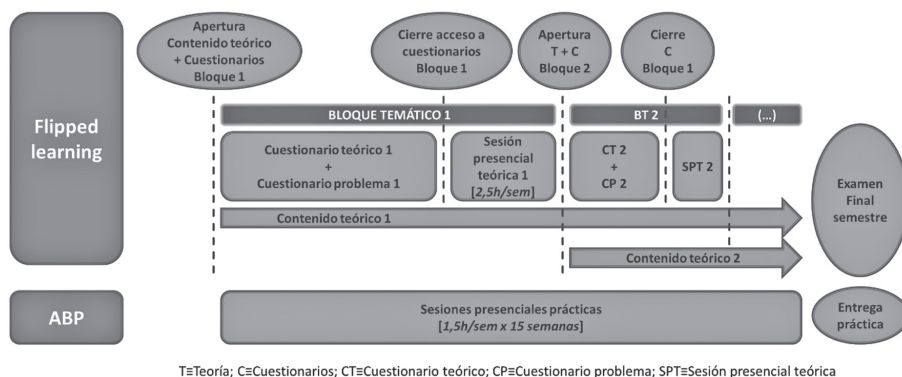 Apertura
Contenido teórico
+ Cuestionarios
Bloque 1
Cierre acceso a
cuestionarios
Bloque 1
Apertura
T + C
Bloque 2
Cierre
C
Bloque 1
Flipped
learning
BLOQUE TEMÁTICO 1
BT 2
(...)
Cuestionario teórico 1
+
Cuestionario problema 1
Sesión
presencial
teórica 1
[2,5h/sem]
CT 2
+
CP 2
SPT 2
Contenido teórico 1
Contenido teórico 2
Examen
Final
semestre
ABP
Sesiones presenciales prácticas
[1,5h/sem x 15 semanas]
Entrega
práctica
T≡Teoría; C≡Cuestionarios; CT≡Cuestionario teórico; CP≡Cuestionario problema; SPT≡Sesión presencial teórica